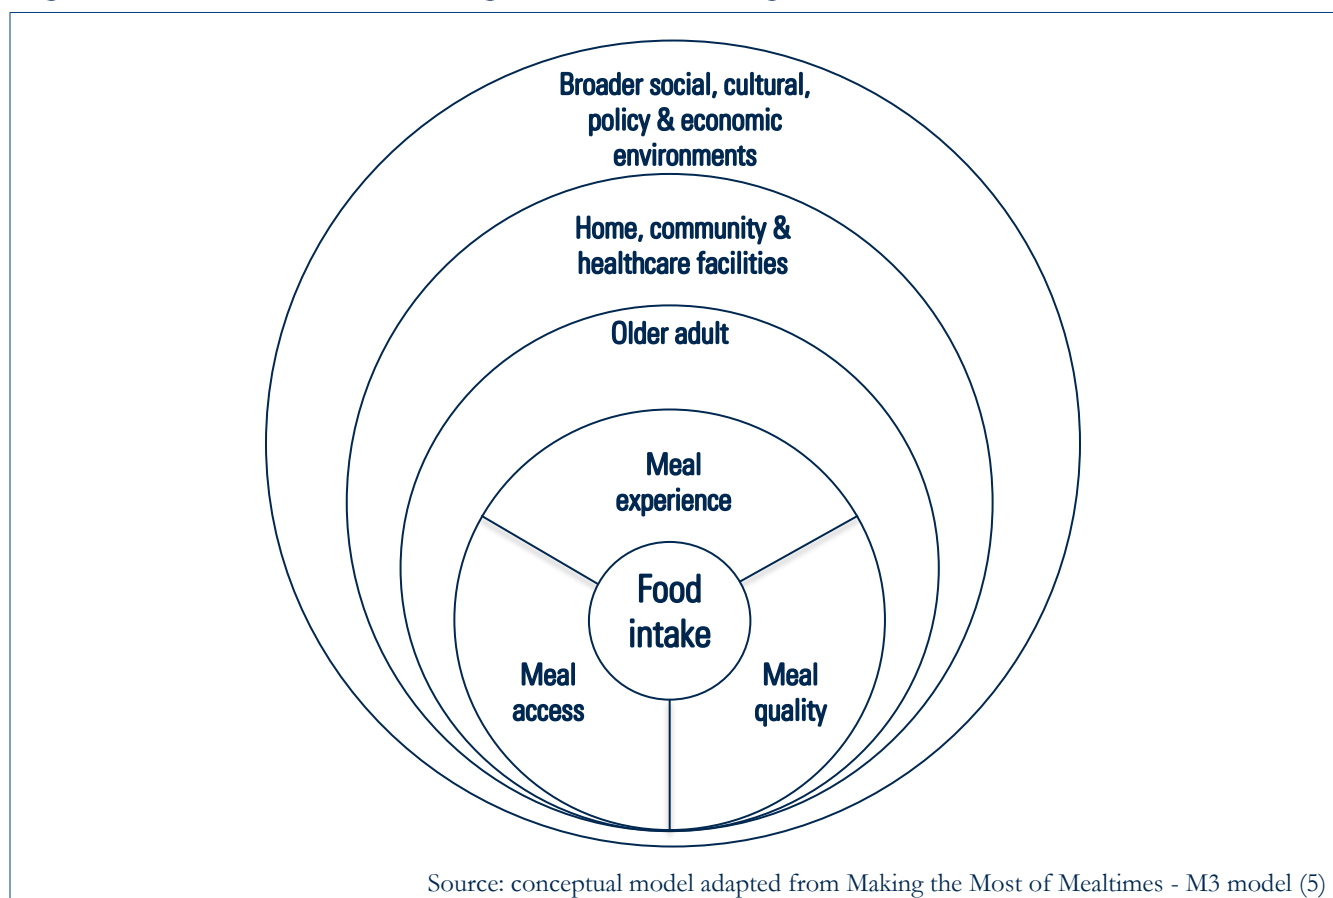 Broader social, cultural,
policy & economic
environments
Home, community &
healthcare facilities
Older adult
Meal
experience
Food
intake
Meal
access
Meal
quality
Source: conceptual model adapted from Making the Most of Mealtimes - M3 model (5)